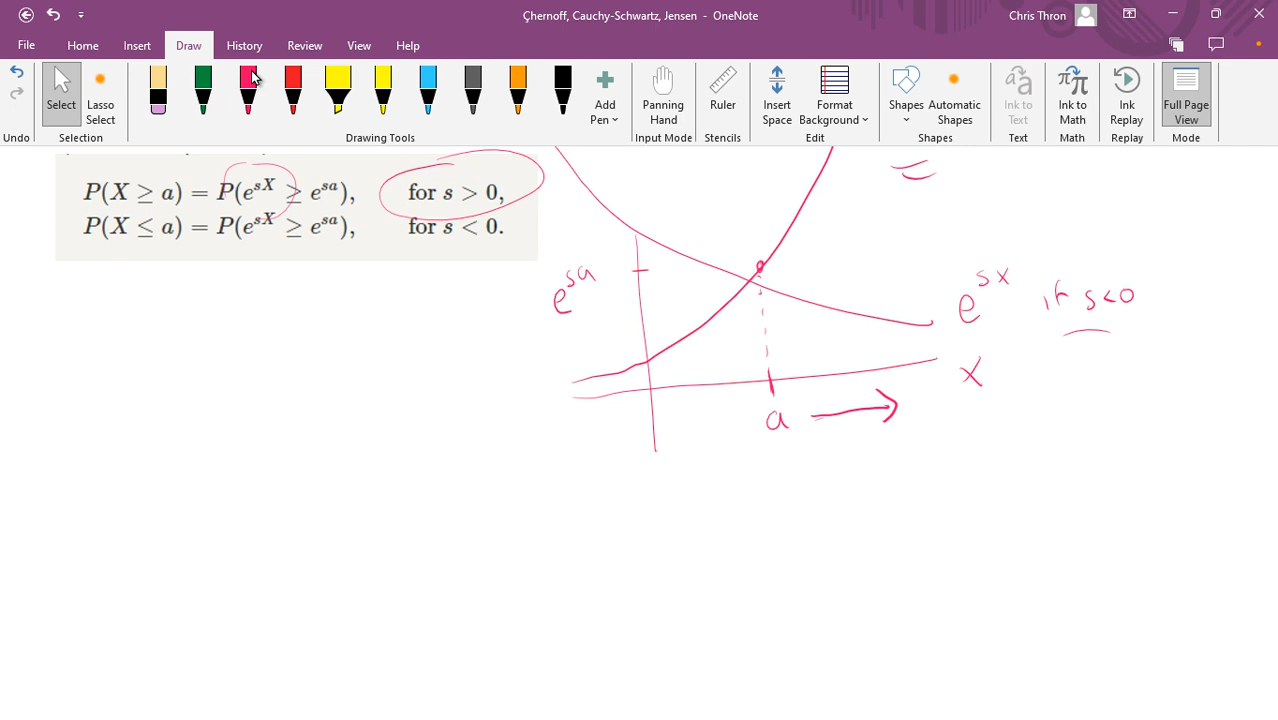 Çhernoff, Cauchy-Schwartz, Jensen - OneNote
Chris Thron
File Home Insert Draw History Review View Help
Select
Lasso Select
Add Pen
Panning Hand
Ruler
Insert Space
Format Background
Shapes
Automatic Shapes
Ink to Text
Ink to Math
Ink Replay
Full Page View
Undo Selection Drawing Tools Input Mode Stencils Edit Shapes Text Math Replay Mode
P(X ≥ a) = P(e^{sX} ≥ e^{sa}), for s > 0,
P(X ≤ a) = P(e^{sX} ≥ e^{sa}), for s < 0.
e^{sa}
e^{sx} if s<0
x
a